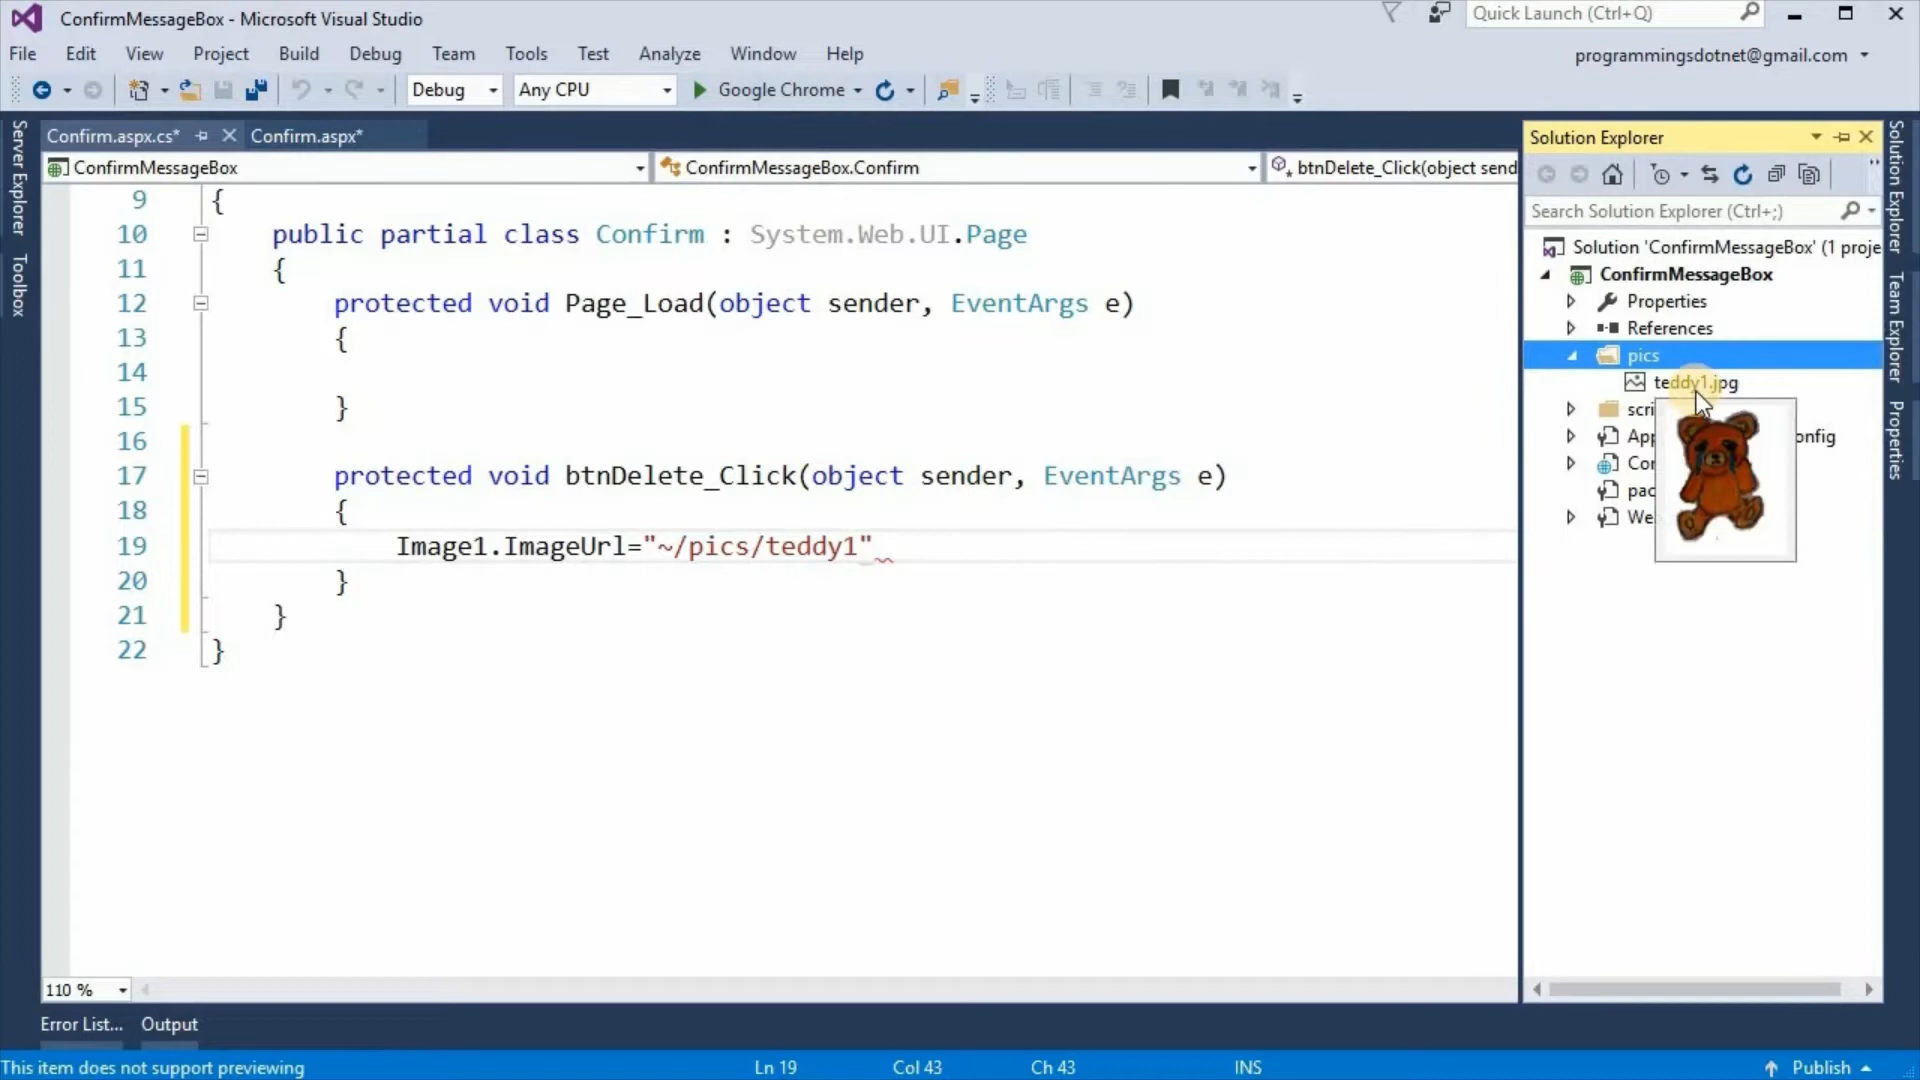 ConfirmMessageBox - Microsoft Visual Studio
Quick Launch (Ctrl+Q)
File Edit View Project Build Debug Team Tools Test Analyze Window Help
programmingsdotnet@gmail.com
Debug Any CPU Google Chrome
Server Explorer
Toolbox
Confirm.aspx.cs* Confirm.aspx*
ConfirmMessageBox ConfirmMessageBox.Confirm btnDelete_Click(object send
9 {
10 public partial class Confirm : System.Web.UI.Page
11 {
12 protected void Page_Load(object sender, EventArgs e)
13 {
14
15 }
16
17 protected void btnDelete_Click(object sender, EventArgs e)
18 {
19 Image1.ImageUrl="~/pics/teddy1"
20 }
21 }
22 }
110 %
Solution Explorer
Search Solution Explorer (Ctrl+;)
Solution 'ConfirmMessageBox' (1 proje
ConfirmMessageBox
Properties
References
pics
teddy1.jpg
scri
App onfig
Cor
pac
We
Solution Explorer
Team Explorer
Properties
Error List... Output
This item does not support previewing Ln 19 Col 43 Ch 43 INS Publish